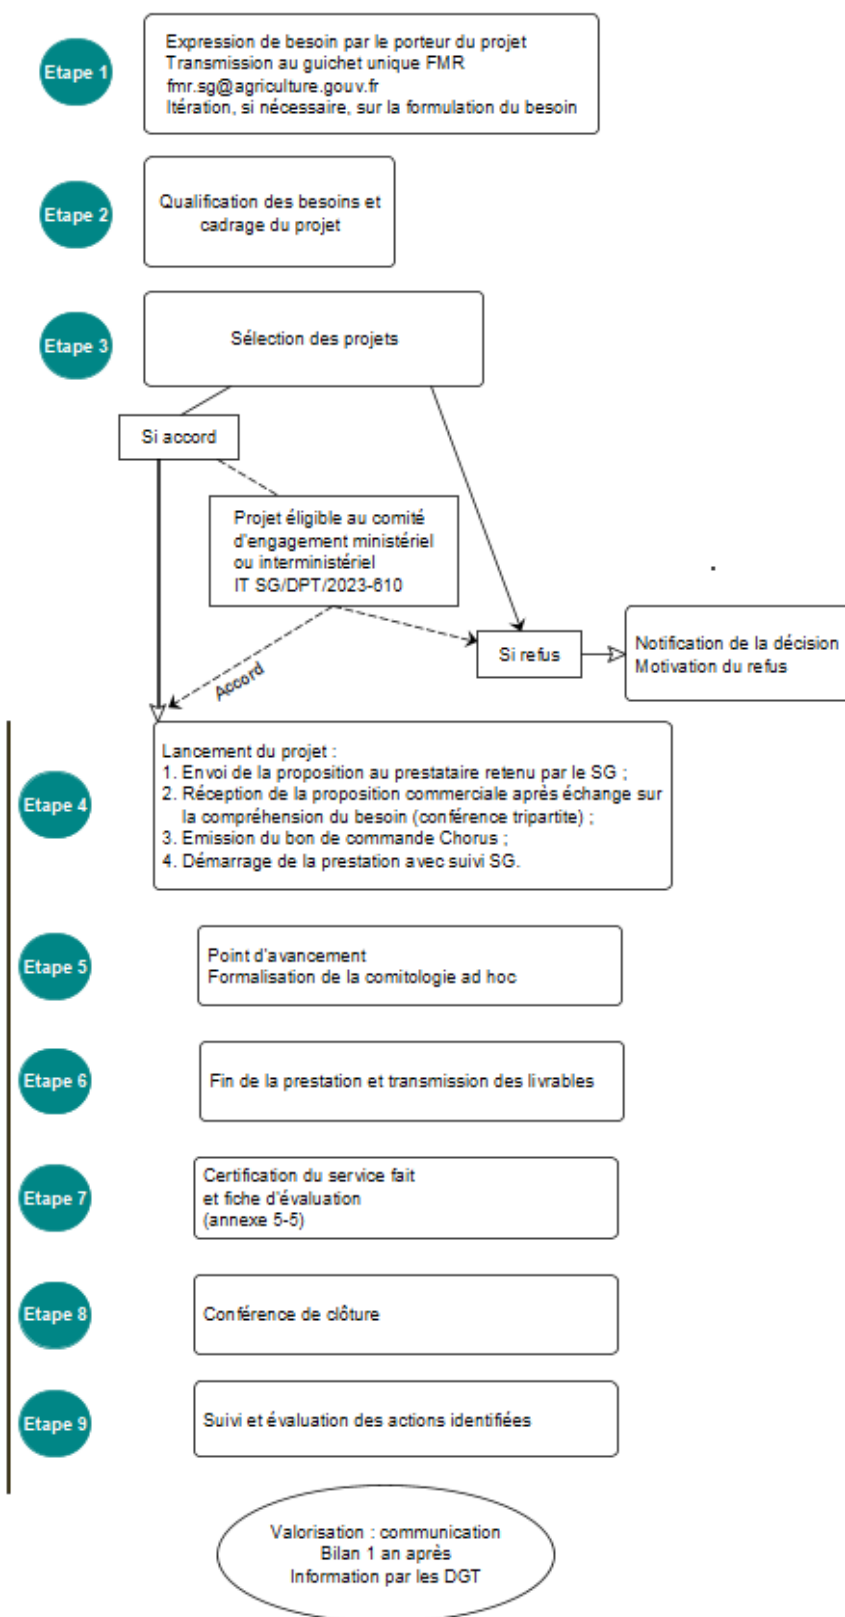 Etape 1
Expression de besoin par le porteur du projet
Transmission au guichet unique FMR
fmr.sg@agriculture.gouv.fr
Itération, si nécessaire, sur la formulation du besoin
Etape 2
Qualification des besoins et
cadrage du projet
Etape 3
Sélection des projets
Si accord
Projet éligible au comité
d'engagement ministériel
ou interministériel
IT SG/DPT/2023-610
Si refus
Notification de la décision
Motivation du refus
Accord
Etape 4
Lancement du projet :
1. Envoi de la proposition au prestataire retenu par le SG ;
2. Réception de la proposition commerciale après échange sur
la compréhension du besoin (conférence tripartite) ;
3. Emission du bon de commande Chorus ;
4. Démarrage de la prestation avec suivi SG.
Etape 5
Point d'avancement
Formalisation de la comitologie ad hoc
Etape 6
Fin de la prestation et transmission des livrables
Etape 7
Certification du service fait
et fiche d'évaluation
(annexe 5-5)
Etape 8
Conférence de clôture
Etape 9
Suivi et évaluation des actions identifiées
Valorisation : communication
Bilan 1 an après
Information par les DGT